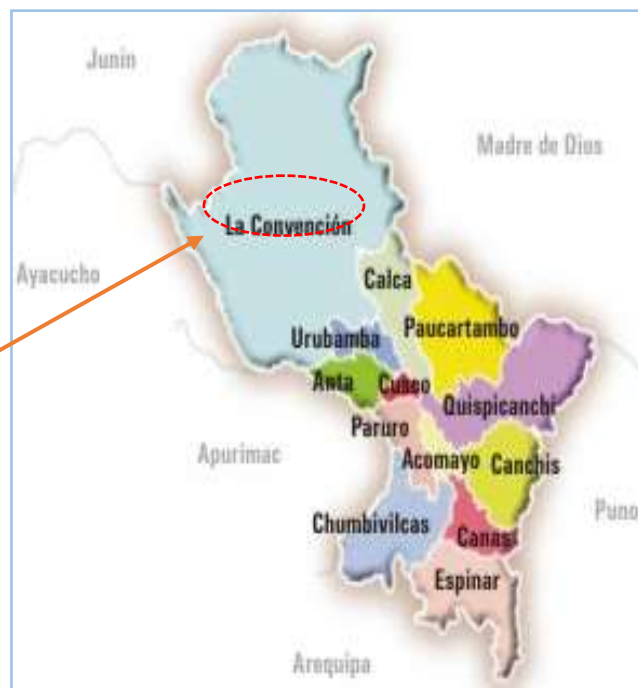 Junin
Madre de Dios
La Convención
Ayacucho
Calca
Paucartambo
Urubamba
Anta
Cusco
Quispicanchi
Paruro
Apurimac
Acomayo
Canchis
Chumbivilcas
Puno
Canas
Espinar
Arequipa